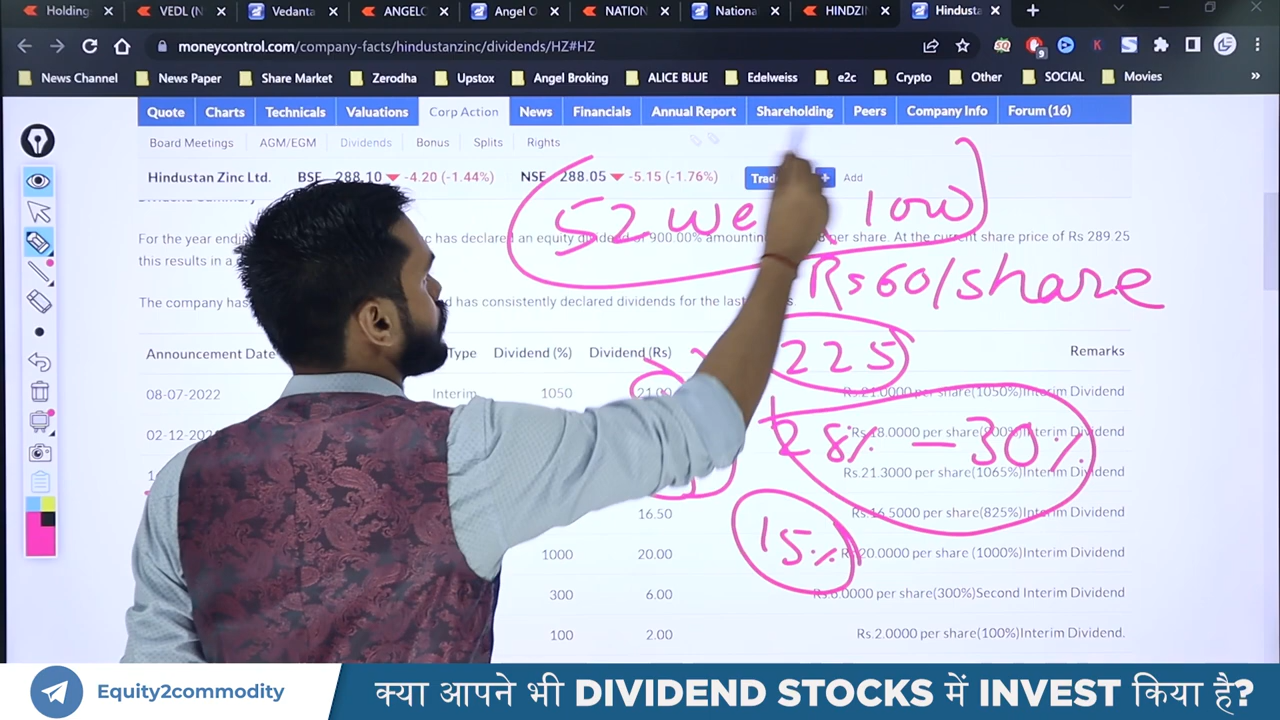 Holding VEDL (N Vedanta ANGELO Angel O NATION Nationa HINDZI Hindusta
moneycontrol.com/company-facts/hindustanzinc/dividends/HZ#HZ
News Channel News Paper Share Market Zerodha Upstox Angel Broking ALICE BLUE Edelweiss e2c Crypto Other SOCIAL Movies
Quote Charts Technicals Valuations Corp Action News Financials Annual Report Shareholding Peers Company Info Forum (16)
Board Meetings AGM/EGM Dividends Bonus Splits Rights
Hindustan Zinc Ltd. BSE 288.10 -4.20 (-1.44%) NSE 288.05 -5.15 (-1.76%) Add
Dividend Summary
52 we low
For the year has declared an equity dividend of 900.00% per share. At the current share price of Rs 289.25
this results in a
Rs 60/share
The company has and has consistently declared dividends for the
225
Announcement Date Type Dividend (%) Dividend (Rs) Remarks
08-07-2022 Interim 1050 21.00 Rs.21.0000 per share(1050%)Interim Dividend
28% - 30%
Rs.18.0000 per share(900%)Interim Dividend
Rs.21.3000 per share(1065%)Interim Dividend
16.50 Rs.16.5000 per share(825%)Interim Dividend
15%
1000 20.00 Rs.20.0000 per share (1000%)Interim Dividend
300 6.00 Rs.6.0000 per share(300%)Second Interim Dividend
100 2.00 Rs.2.0000 per share(100%)Interim Dividend.
Equity2commodity क्या आपने भी DIVIDEND STOCKS में INVEST किया है?